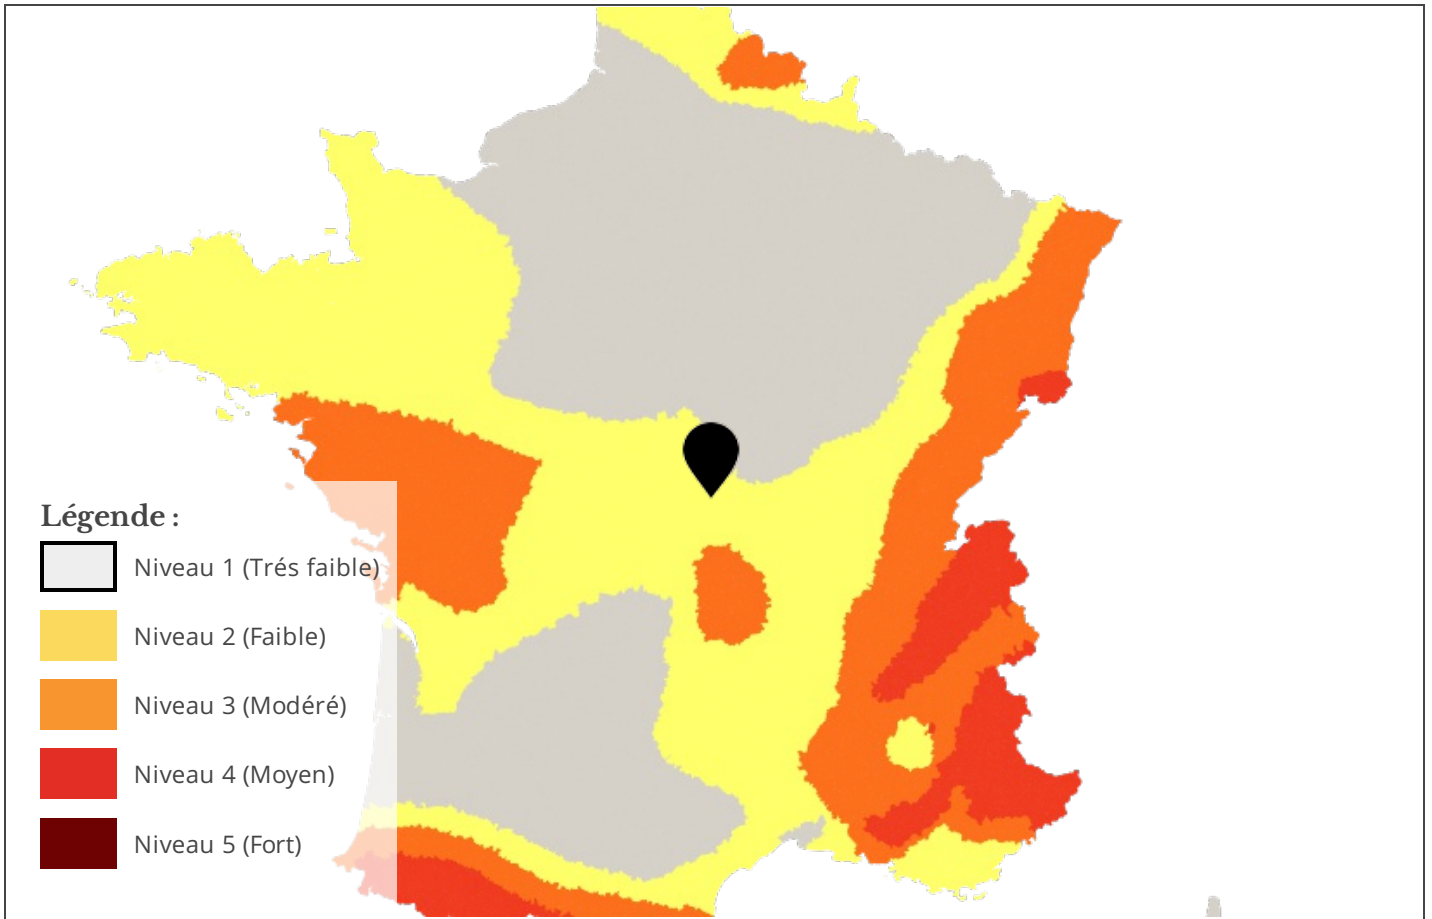 Légende :
Niveau 1 (Trés faible)
Niveau 2 (Faible)
Niveau 3 (Modéré)
Niveau 4 (Moyen)
Niveau 5 (Fort)